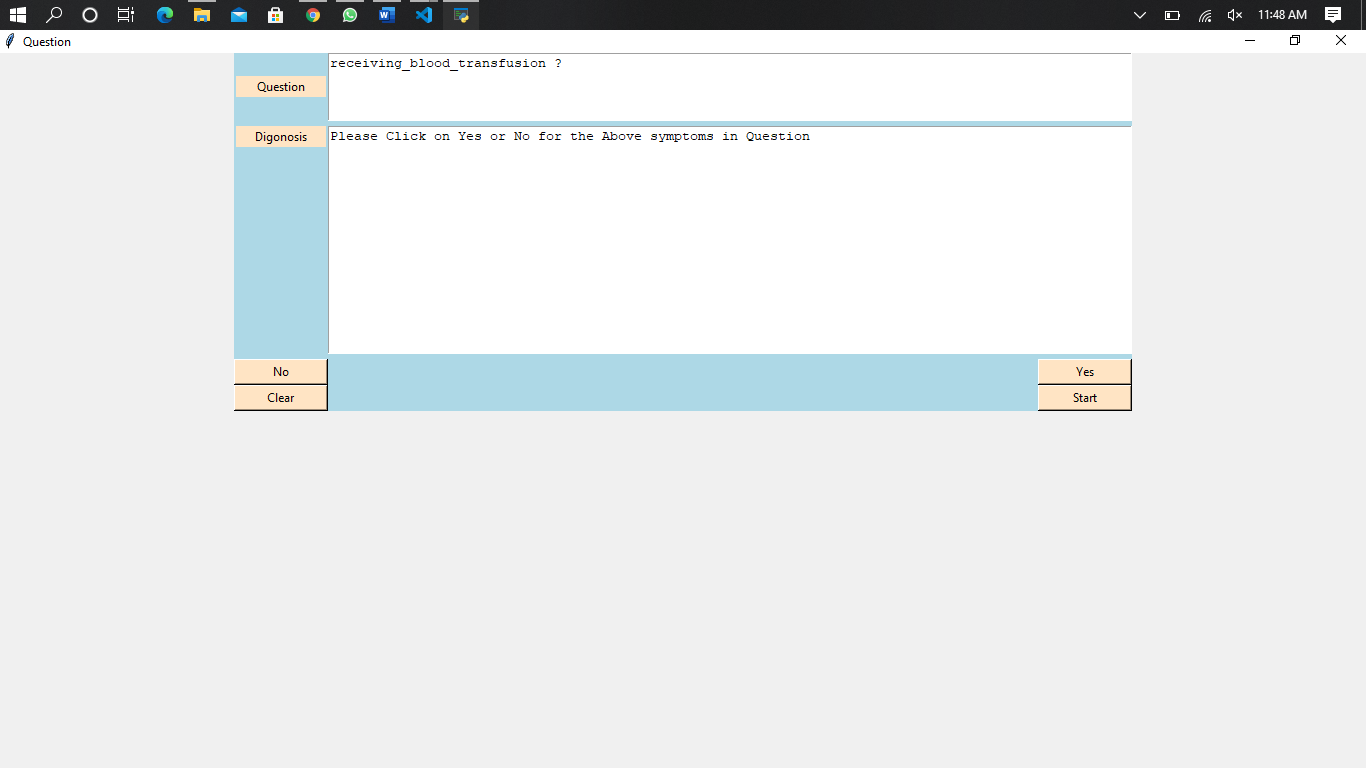 11:48 AM
Question
receiving_blood_transfusion ?
Question
Digonosis
Please Click on Yes or No for the Above symptoms in Question
No
Yes
Clear
Start